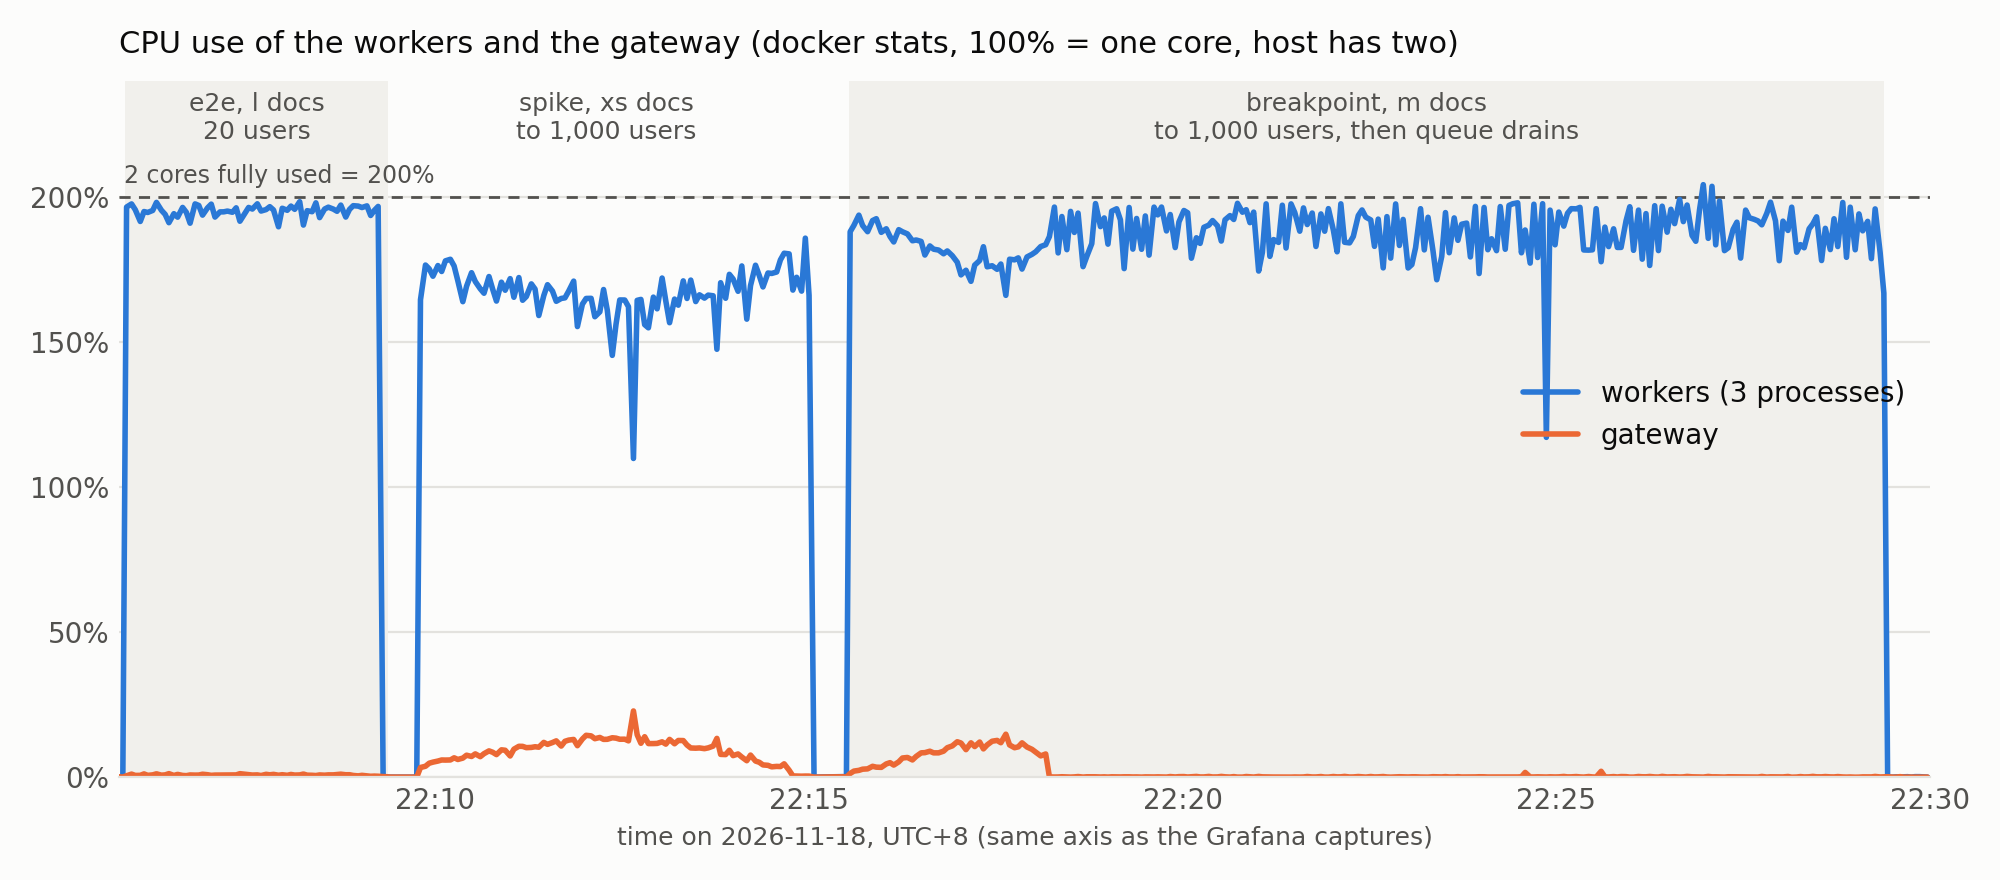 CPU use of the workers and the gateway (docker stats, 100% = one core, host has two)
e2e, l docs
20 users
spike, xs docs
to 1,000 users
breakpoint, m docs
to 1,000 users, then queue drains
2 cores fully used = 200%
200%
150%
100%
50%
0%
workers (3 processes)
gateway
22:10
22:15
22:20
22:25
22:30
time on 2026-11-18, UTC+8 (same axis as the Grafana captures)